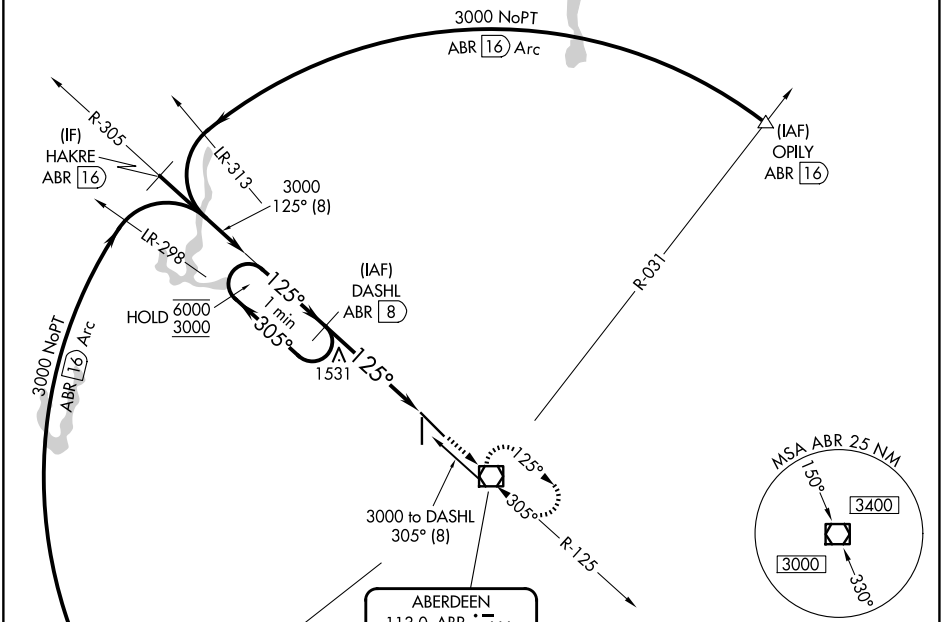 3000 NoPT
ABR 16 Arc
R-305
(IF)
HAKRE
ABR 16
LR-313
3000
125° (8)
(IAF)
OPILY
ABR 16
LR-298
R-031
HOLD 6000
3000
125°
1 min
305°
(IAF)
DASHL
ABR 8
1531
125°
3000 NoPT
ABR 16 Arc
125°
305°
3000 to DASHL
305° (8)
R-125
MSA ABR 25 NM
150°
3400
3000
330°
ABERDEEN
113.0 ABR